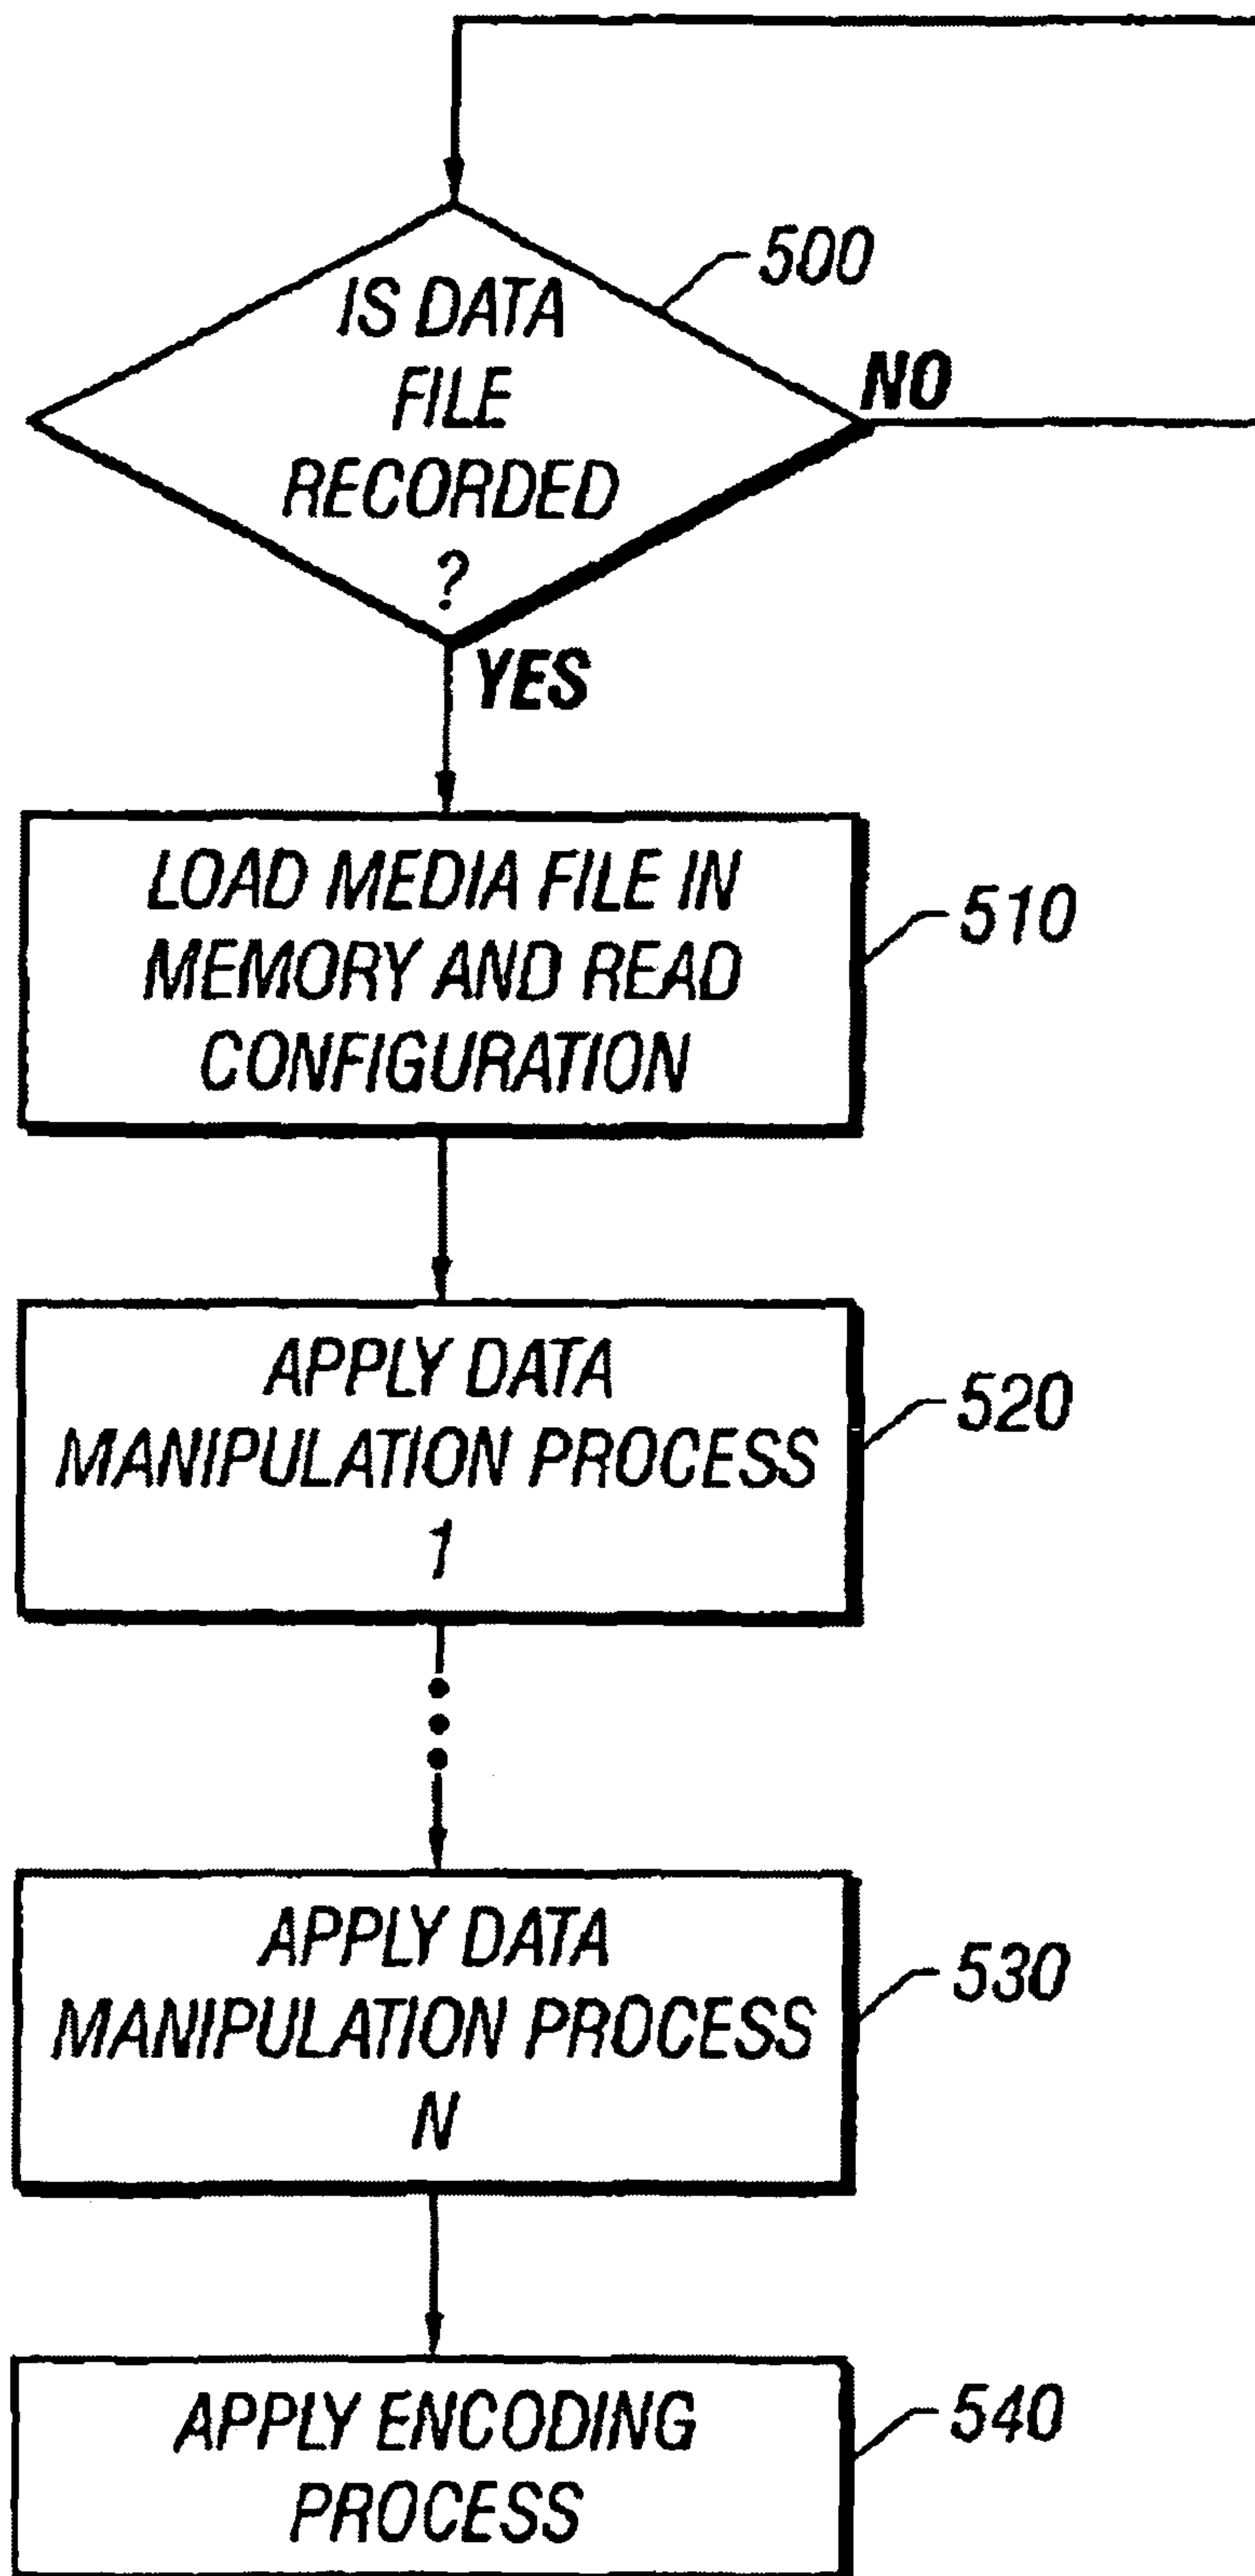 500
IS DATA
FILE
RECORDED
?
NO
YES
LOAD MEDIA FILE IN
MEMORY AND READ
CONFIGURATION
510
APPLY DATA
MANIPULATION PROCESS
1
520
APPLY DATA
MANIPULATION PROCESS
N
530
APPLY ENCODING
PROCESS
540